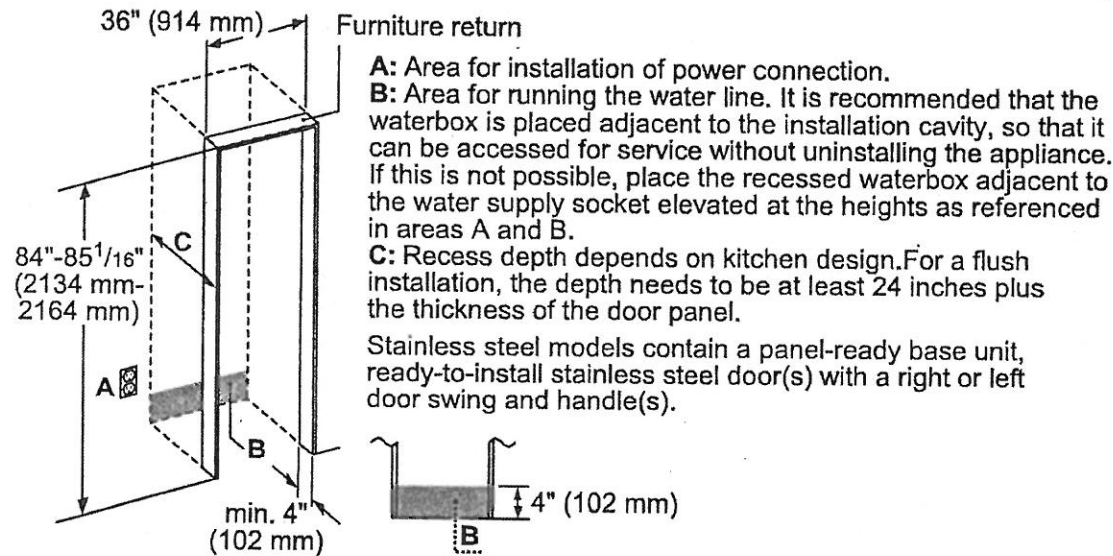 36" (914 mm)
Furniture return
A: Area for installation of power connection.
B: Area for running the water line. It is recommended that the
waterbox is placed adjacent to the installation cavity, so that it
can be accessed for service without uninstalling the appliance.
If this is not possible, place the recessed waterbox adjacent to
the water supply socket elevated at the heights as referenced
in areas A and B.
C: Recess depth depends on kitchen design.For a flush
installation, the depth needs to be at least 24 inches plus
the thickness of the door panel.
Stainless steel models contain a panel-ready base unit,
ready-to-install stainless steel door(s) with a right or left
door swing and handle(s).
C
84"-85 1/16"
(2134 mm-
2164 mm)
A
B
min. 4"
(102 mm)
4" (102 mm)
B